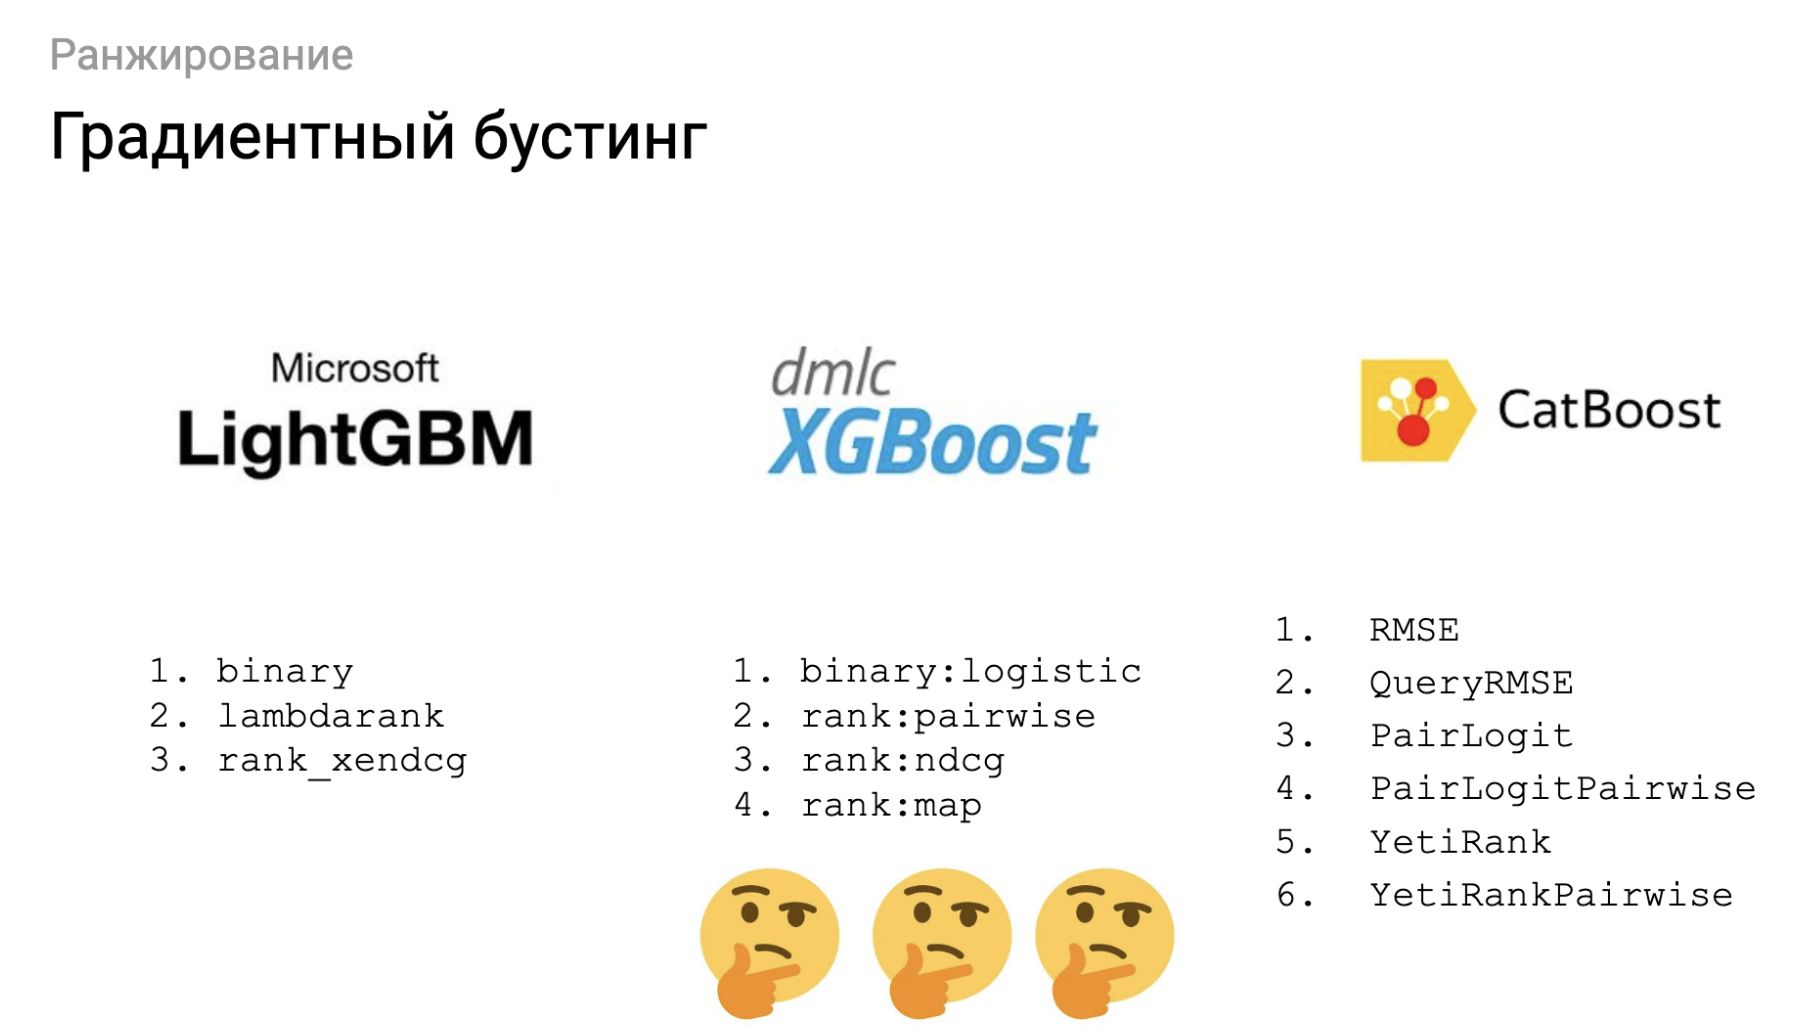 Ранжирование
Градиентный бустинг
Microsoft
LightGBM
1. binary
2. lambdarank
3. rank_xendcg
dmlc
XGBoost
1. binary:logistic
2. rank:pairwise
3. rank:ndcg
4. rank:map
CatBoost
1. RMSE
2. QueryRMSE
3. PairLogit
4. PairLogitPairwise
5. YetiRank
6. YetiRankPairwise